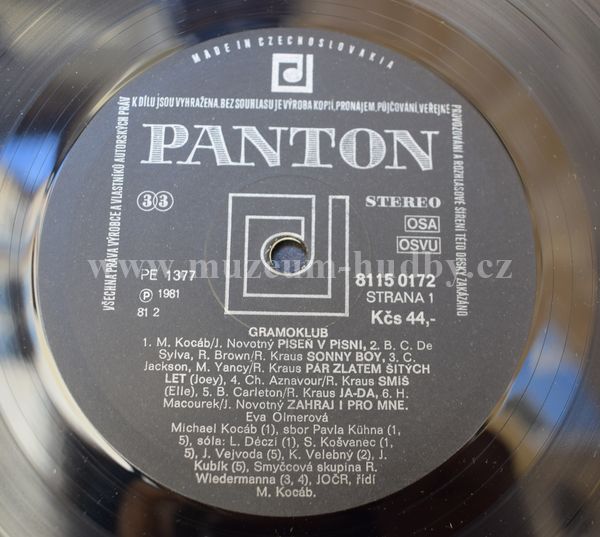 MADE IN CZECHOSLOVAKIA
VŠECHNA PRÁVA VÝROBCE A VLASTNÍKŮ AUTORSKÝCH PRÁV
K DÍLU JSOU VYHRAŽENA. BEZ SOUHLASU JE VÝROBA KOPIÍ, PRONÁJEM, PŮJČOVÁNÍ, VEŘEJNÉ
PROVOZOVÁNÍ A ROZHLASOVÉ ŠÍŘENÍ TÉTO DESKY ZAKÁZÁNO
PANTON
33
STEREO
OSA
OSVU
www.muzeum-hudby.cz
PE 1377
8115 0172
℗ 1981
STRANA 1
81 2
Kčs 44,-
GRAMOKLUB
1. M. Kocáb/J. Novotný PÍSEŇ V PÍSNI, 2. B. C. De
Sylva, R. Brown/R. Kraus SONNY BOY, 3. C.
Jackson, M. Yancy/R. Kraus PÁR ZLATEM ŠITÝCH
LET (Joey), 4. Ch. Aznavour/R. Kraus SMÍŠ
(Elle), 5. B. Carleton/R. Kraus JA-DA, 6. H.
Macourek/J. Novotný ZAHRAJ I PRO MNE.
Eva Olmerová
Michael Kocáb (1), sbor Pavla Kühna (1,
5), sóla: L. Déczi (1), S. Košvanec (1,
5), J. Vejvoda (5), K. Velebný (2), J.
Kubík (5), Smyčcová skupina R.
Wiedermanna (3, 4), JOČR, řídí
M. Kocáb.